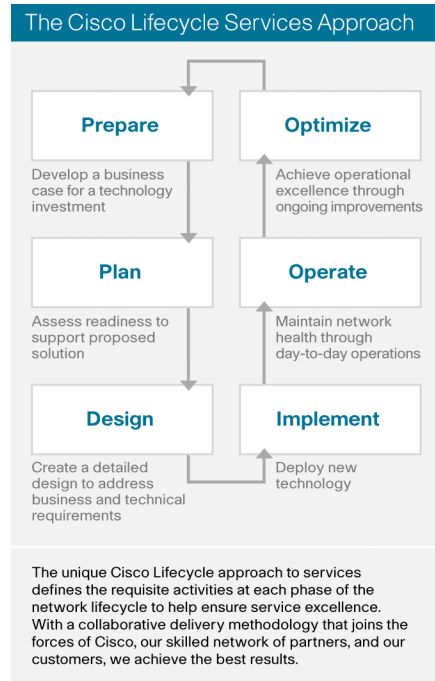 The Cisco Lifecycle Services Approach
Prepare
Develop a business
case for a technology
investment
Plan
Assess readiness to
support proposed
solution
Design
Create a detailed
design to address
business and technical
requirements
Implement
Deploy new
technology
Operate
Maintain network
health through
day-to-day operations
Optimize
Achieve operational
excellence through
ongoing improvements
The unique Cisco Lifecycle approach to services
defines the requisite activities at each phase of the
network lifecycle to help ensure service excellence.
With a collaborative delivery methodology that joins the
forces of Cisco, our skilled network of partners, and our
customers, we achieve the best results.